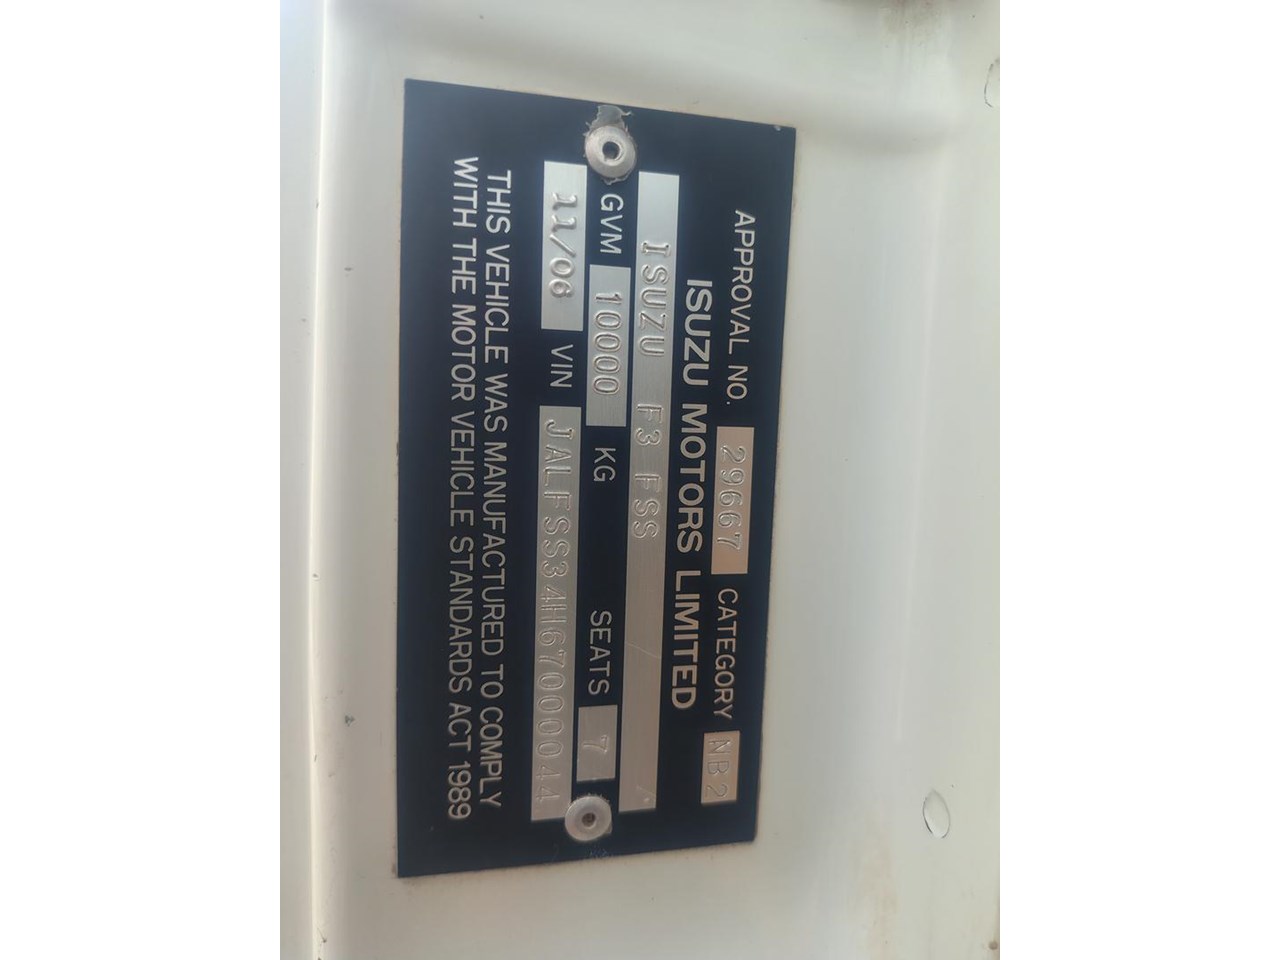 APPROVAL NO. 29667 CATEGORY NB2
ISUZU MOTORS LIMITED
ISUZU F3 FSS
GVM 10000 KG SEATS 7
11/06 VIN JALFSS34H67000044
THIS VEHICLE WAS MANUFACTURED TO COMPLY
WITH THE MOTOR VEHICLE STANDARDS ACT 1989